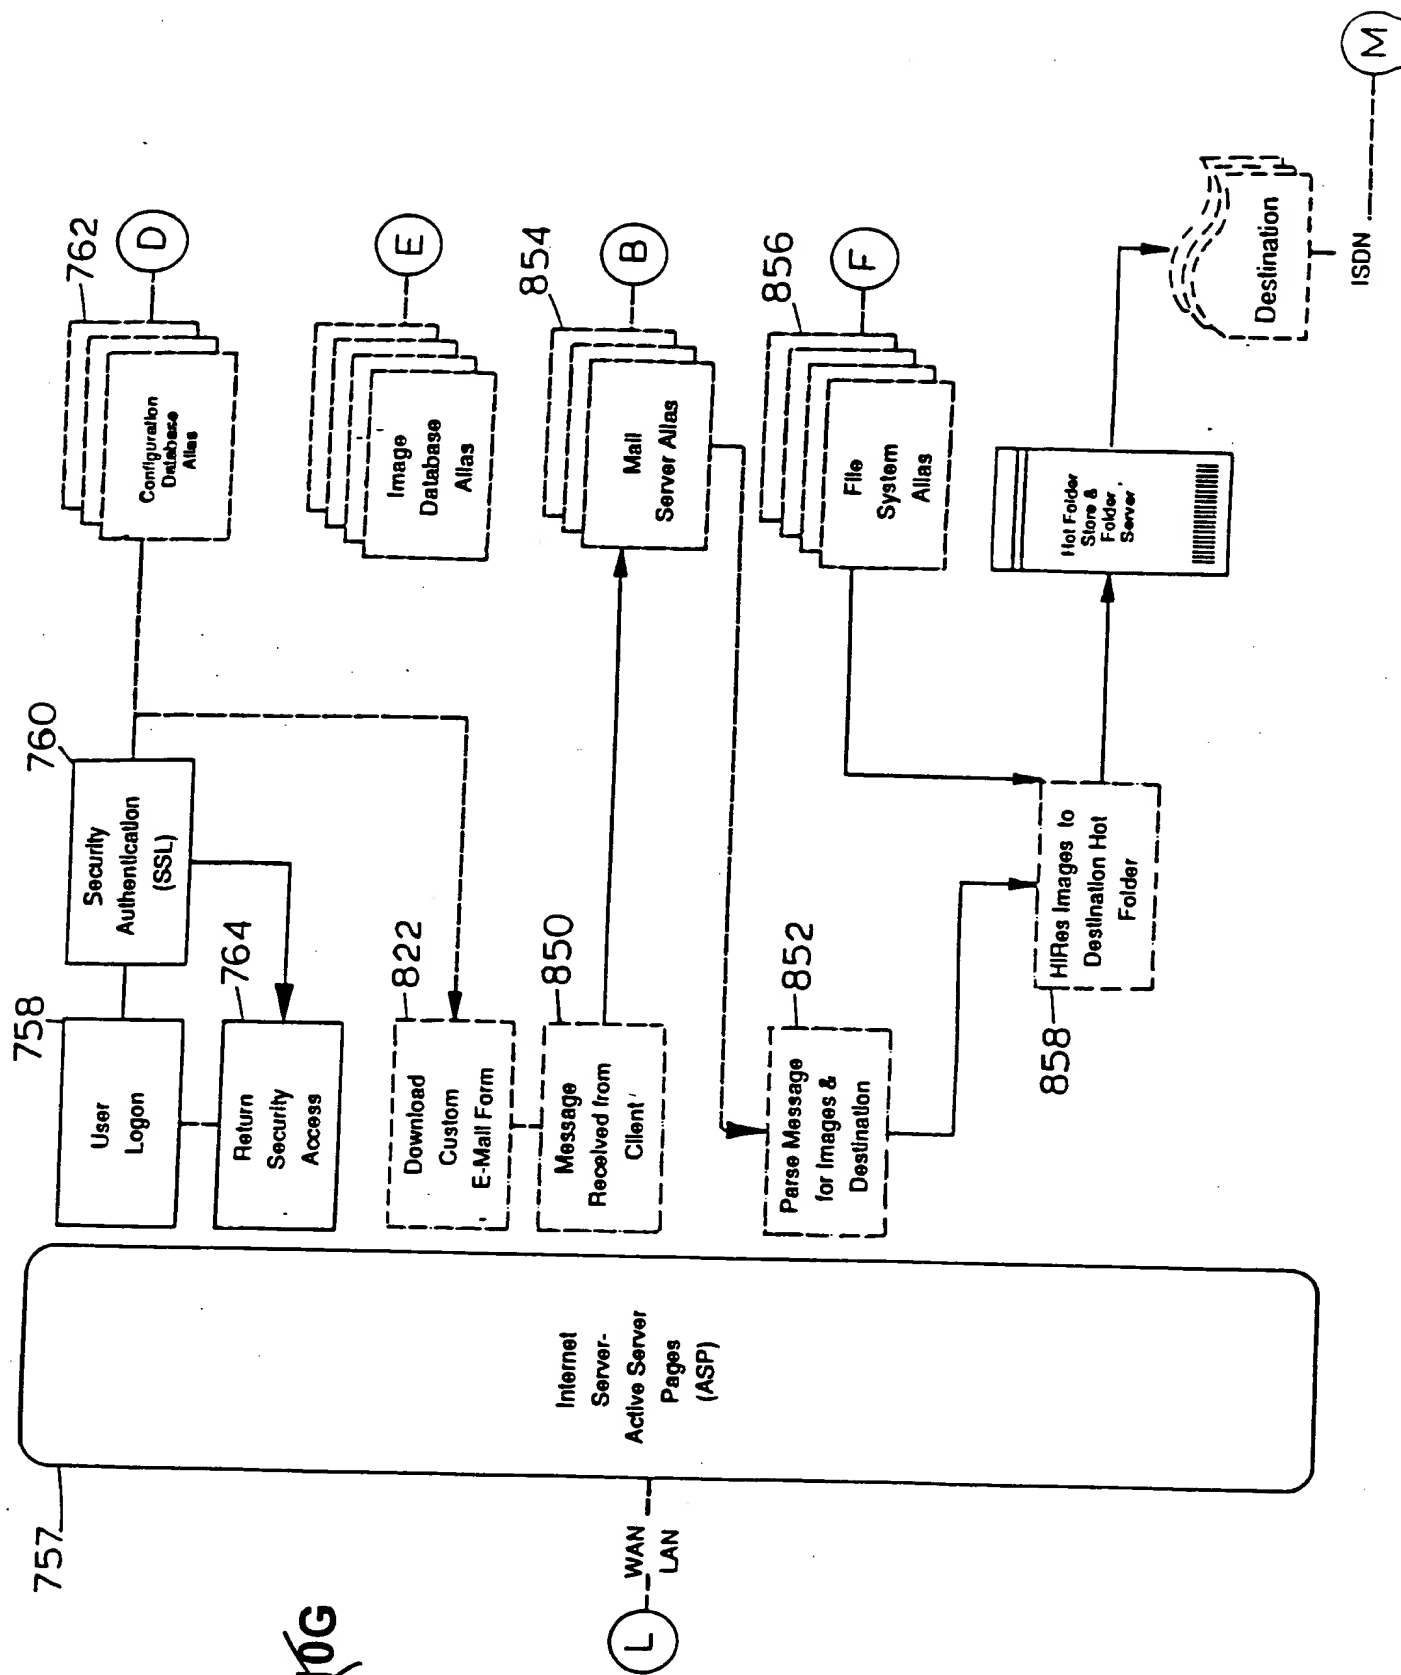 757
L
WAN
LAN
Internet
Server-
Active Server
Pages
(ASP)
758
User
Logon
760
Security
Authentication
(SSL)
762
Configuration
Database
Alias
D
764
Return
Security
Access
Image
Database
Alias
E
822
Download
Custom
E-Mail Form
850
Message
Received from
Client
854
Mail
Server Alias
B
852
Parse Message
for Images &
Destination
856
File
System
Alias
F
858
HiRes Images to
Destination Hot
Folder
Hot Folder
Store &
Folder
Server
Destination
ISDN
M